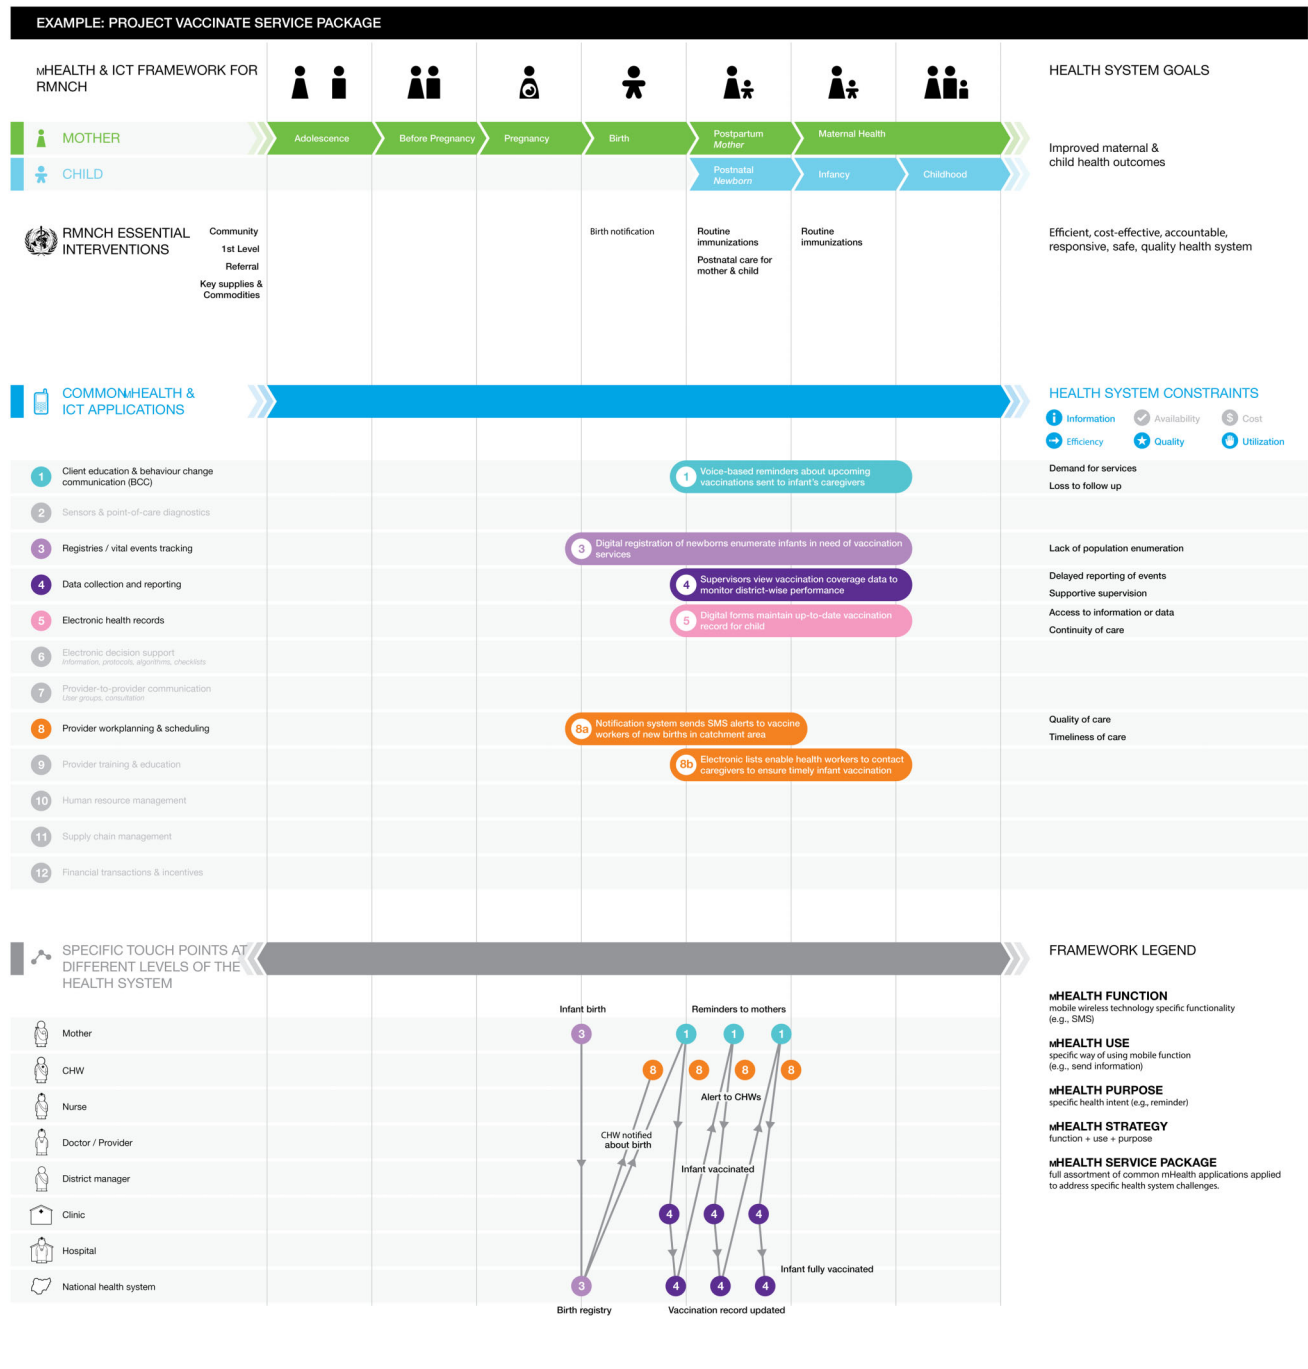 EXAMPLE: PROJECT VACCINATE SERVICE PACKAGE
MHEALTH & ICT FRAMEWORK FOR
RMNCH
HEALTH SYSTEM GOALS
MOTHER
Adolescence
Before Pregnancy
Pregnancy
Birth
Postpartum
Mother
Maternal Health
CHILD
Postnatal
Newborn
Infancy
Childhood
Improved maternal &
child health outcomes
RMNCH ESSENTIAL
INTERVENTIONS
Community
1st Level
Referral
Key supplies &
Commodities
Birth notification
Routine
immunizations
Postnatal care for
mother & child
Routine
immunizations
Efficient, cost-effective, accountable,
responsive, safe, quality health system
COMMON MHEALTH &
ICT APPLICATIONS
HEALTH SYSTEM CONSTRAINTS
i Information
Availability
$ Cost
Efficiency
Quality
Utilization
1 Client education & behaviour change
communication (BCC)
1 Voice-based reminders about upcoming
vaccinations sent to infant's caregivers
Demand for services
Loss to follow up
2 Sensors & point-of-care diagnostics
3 Registries / vital events tracking
3 Digital registration of newborns enumerate infants in need of vaccination
services
Lack of population enumeration
4 Data collection and reporting
4 Supervisors view vaccination coverage data to
monitor district-wise performance
Delayed reporting of events
Supportive supervision
5 Electronic health records
5 Digital forms maintain up-to-date vaccination
record for child
Access to information or data
Continuity of care
6 Electronic decision support
Information, protocols, algorithms, checklists
7 Provider-to-provider communication
User groups, consultation
8 Provider workplanning & scheduling
8a Notification system sends SMS alerts to vaccine
workers of new births in catchment area
Quality of care
Timeliness of care
9 Provider training & education
8b Electronic lists enable health workers to contact
caregivers to ensure timely infant vaccination
10 Human resource management
11 Supply chain management
12 Financial transactions & incentives
SPECIFIC TOUCH POINTS AT
DIFFERENT LEVELS OF THE
HEALTH SYSTEM
FRAMEWORK LEGEND
Infant birth
Reminders to mothers
Mother
3
1
1
1
CHW
8
8
8
8
Alert to CHWs
Nurse
CHW notified
about birth
Doctor / Provider
Infant vaccinated
District manager
Clinic
4
4
4
Hospital
Infant fully vaccinated
National health system
3
4
4
4
Birth registry
Vaccination record updated
MHEALTH FUNCTION
mobile wireless technology specific functionality
(e.g., SMS)
MHEALTH USE
specific way of using mobile function
(e.g., send information)
MHEALTH PURPOSE
specific health intent (e.g., reminder)
MHEALTH STRATEGY
function + use + purpose
MHEALTH SERVICE PACKAGE
full assortment of common mHealth applications applied
to address specific health system challenges.